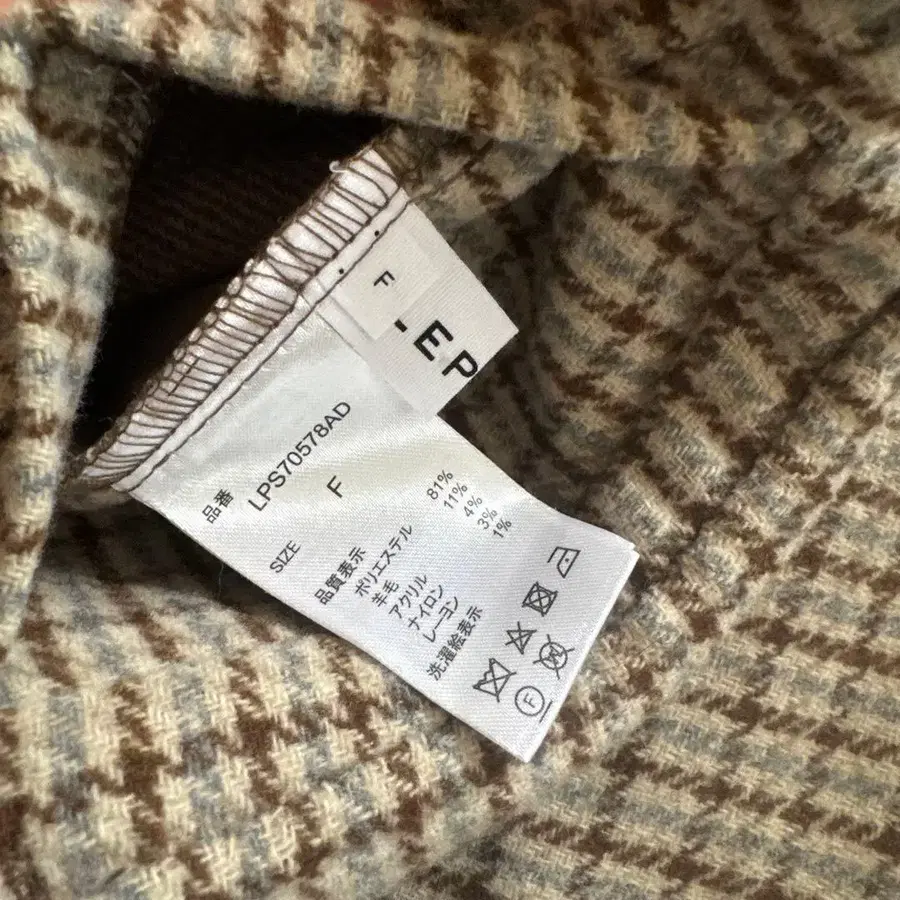 F
-EP
品番 LPS70578AD
SIZE F
品質表示
ポリエステル 81%
羊毛 11%
アクリル 4%
ナイロン 3%
レーヨン 1%
洗濯絵表示
F